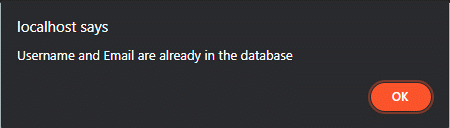 localhost says
Username and Email are already in the database
OK